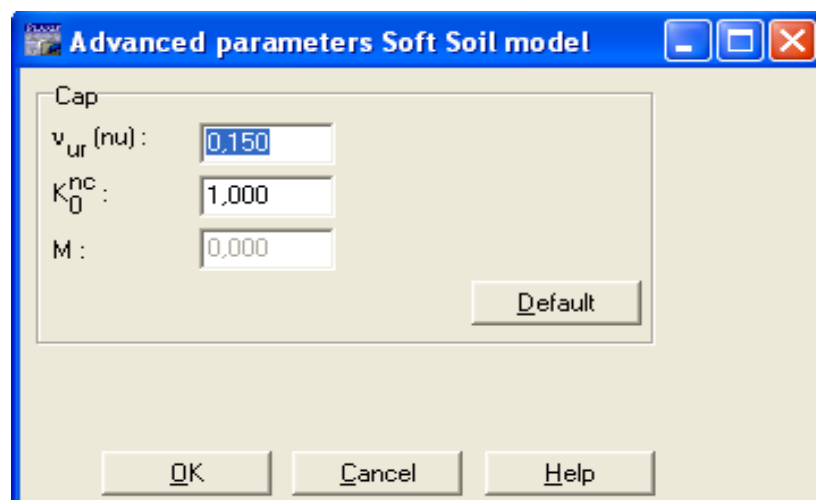 Advanced parameters Soft Soil model
Cap
νur (nu) : 0,150
K0nc : 1,000
M : 0,000
Default
OK Cancel Help